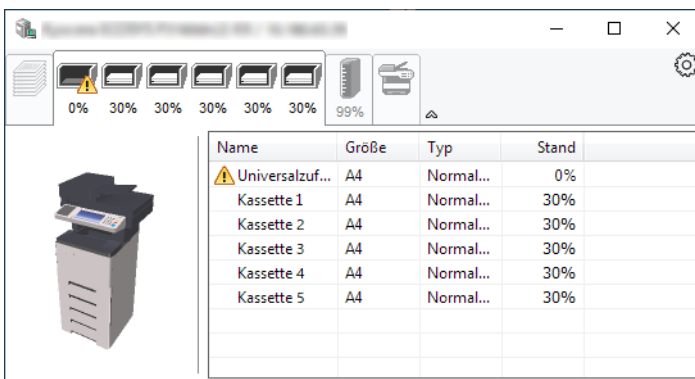 0% 30% 30% 30% 30% 30% 99%
Name Größe Typ Stand
Universalzuf... A4 Normal... 0%
Kassette 1 A4 Normal... 30%
Kassette 2 A4 Normal... 30%
Kassette 3 A4 Normal... 30%
Kassette 4 A4 Normal... 30%
Kassette 5 A4 Normal... 30%